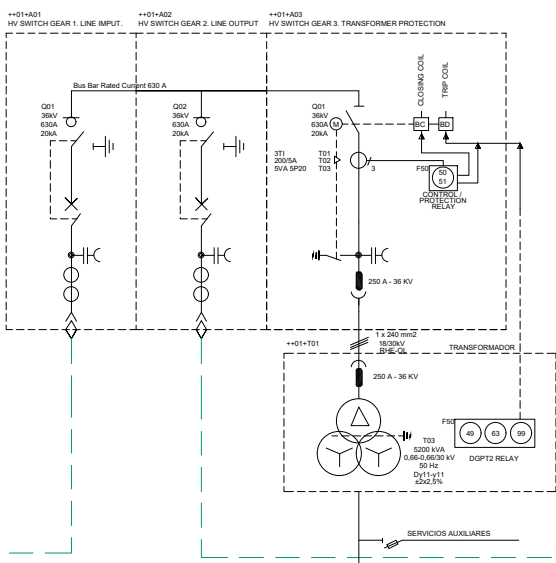 ++01+A01
HV SWITCH GEAR 1. LINE IMPUT.
++01+A02
HV SWITCH GEAR 2. LINE OUTPUT
++01+A03
HV SWITCH GEAR 3. TRANSFORMER PROTECTION
Bus Bar Rated Current 630 A
CLOSING COIL
TRIP COIL
Q01
36kV
630A
20kA
Q02
36kV
630A
20kA
Q01
36kV
630A
20kA
M
BC
BD
3TI
200/5A
5VA 5P20
T01
T02
T03
3
F50
50
51
CONTROL /
PROTECTION
RELAY
250 A - 36 KV
1 x 240 mm2
18/30kV
RHE-OL
++01+T01
TRANSFORMADOR
250 A - 36 KV
T03
5200 kVA
0,66-0,66/30 kV
50 Hz
Dy11-y11
±2x2,5%
F50
49
63
99
DGPT2 RELAY
SERVICIOS AUXILIARES